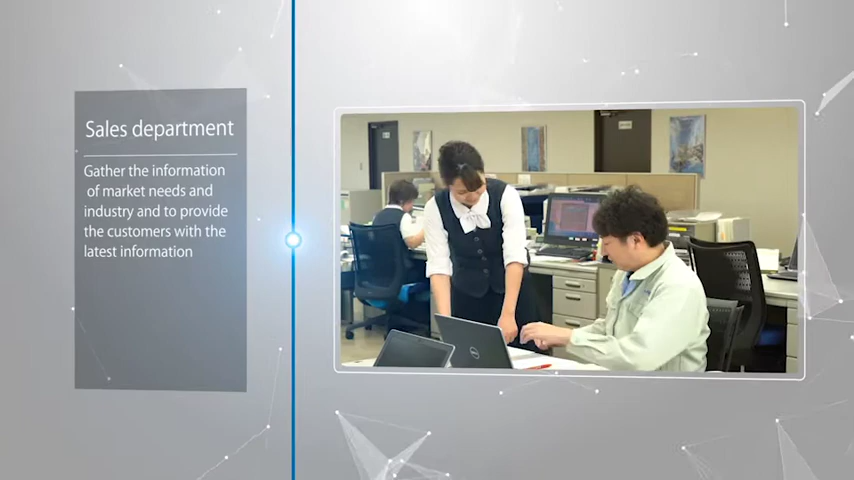 Sales department
Gather the information
of market needs and
industry and to provide
the customers with the
latest information
DELL